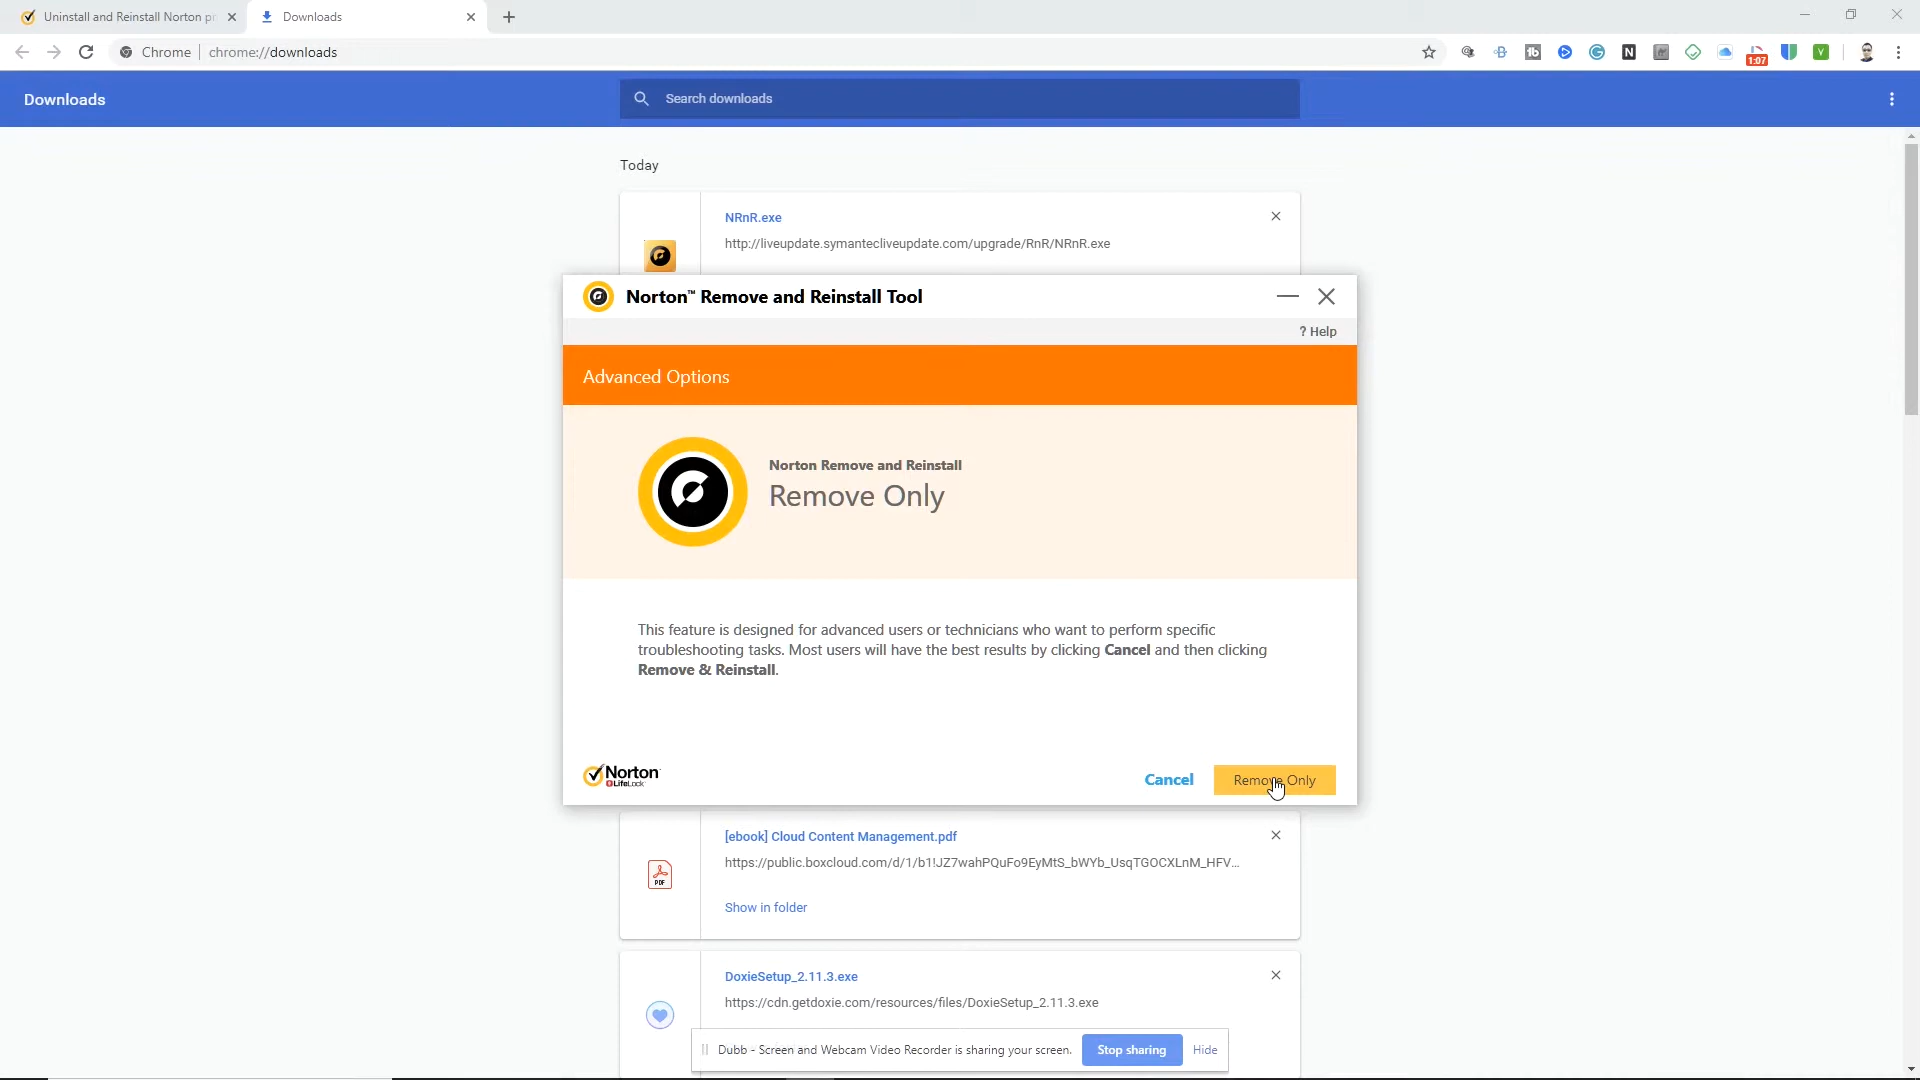 Uninstall and Reinstall Norton pr
Downloads
Chrome
chrome://downloads
1:07
Downloads
Search downloads
Today
NRnR.exe
http://liveupdate.symantecliveupdate.com/upgrade/RnR/NRnR.exe
Norton™ Remove and Reinstall Tool
? Help
Advanced Options
Norton Remove and Reinstall
Remove Only
This feature is designed for advanced users or technicians who want to perform specific
troubleshooting tasks. Most users will have the best results by clicking Cancel and then clicking
Remove & Reinstall.
Norton
LifeLock
Cancel
Remove Only
[ebook] Cloud Content Management.pdf
https://public.boxcloud.com/d/1/b1!JZ7wahPQuFo9EyMtS_bWYb_UsqTGOCXLnM_HFV...
PDF
Show in folder
DoxieSetup_2.11.3.exe
https://cdn.getdoxie.com/resources/files/DoxieSetup_2.11.3.exe
Dubb - Screen and Webcam Video Recorder is sharing your screen.
Stop sharing
Hide